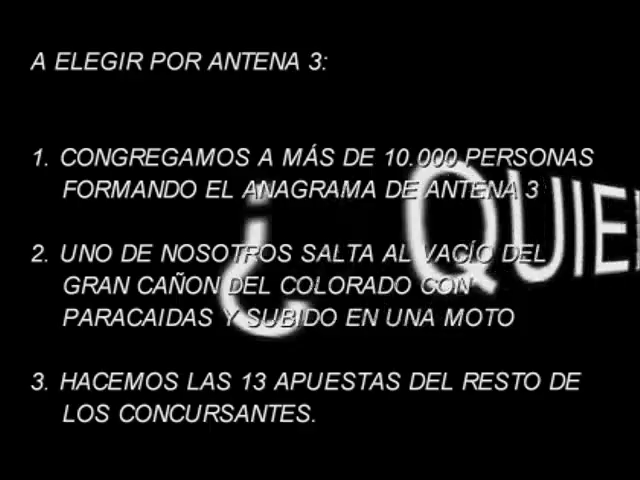 A ELEGIR POR ANTENA 3:
1. CONGREGAMOS A MÁS DE 10.000 PERSONAS
FORMANDO EL ANAGRAMA DE ANTENA 3
¿ QUIE
2. UNO DE NOSOTROS SALTA AL VACÍO DEL
GRAN CAÑON DEL COLORADO CON
PARACAIDAS Y SUBIDO EN UNA MOTO
3. HACEMOS LAS 13 APUESTAS DEL RESTO DE
LOS CONCURSANTES.